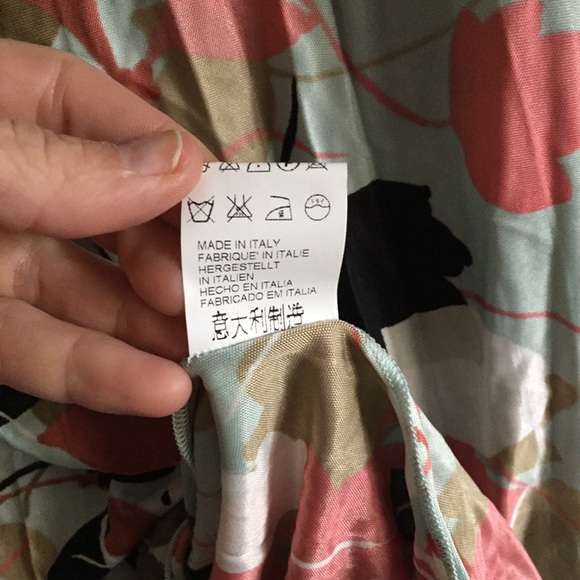 MADE IN ITALY
FABRIQUE' IN ITALIE
HERGESTELLT
IN ITALIEN
HECHO EN ITALIA
FABRICADO EM ITALIA
意大利制造